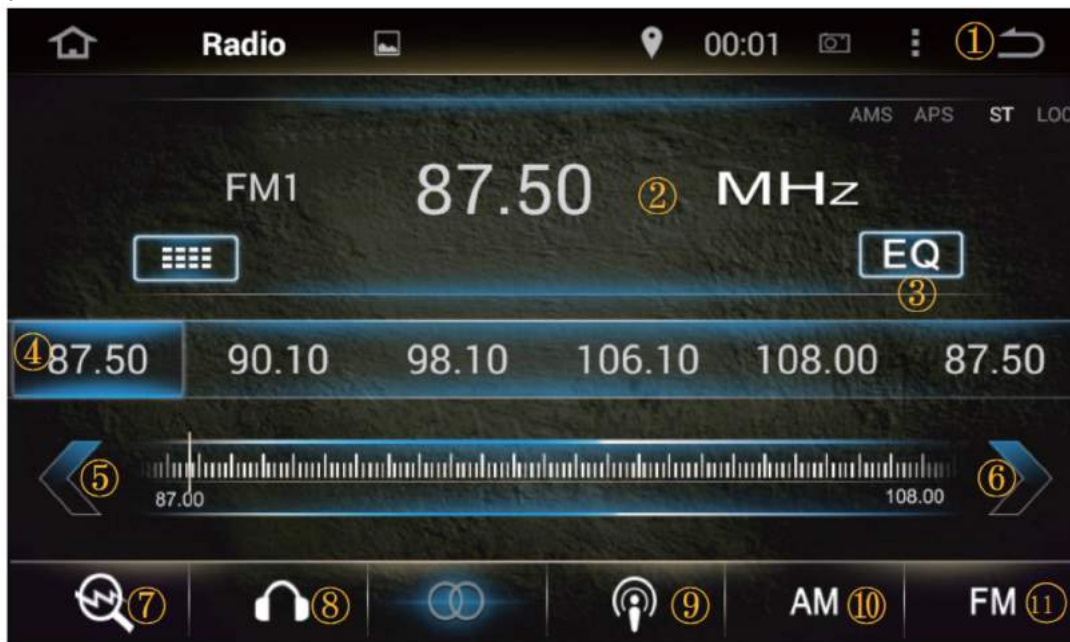 Radio 00:01 ①
AMS APS ST LOC
FM1 87.50 ② MHz
EQ
③
④ 87.50 90.10 98.10 106.10 108.00 87.50
⑤ ⑥
87.00 108.00
⑦ ⑧ ⑨ AM ⑩ FM ⑪